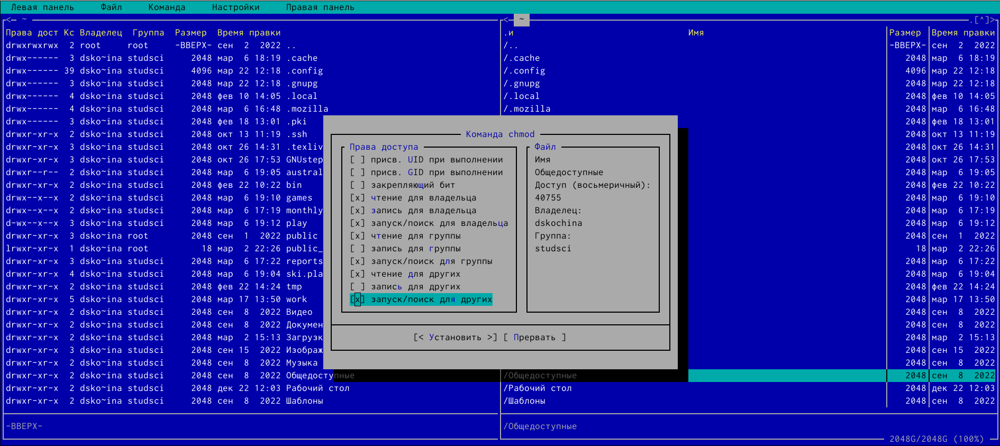 Левая панель Файл Команда Настройки Правая панель
<– ~
Права дост Кс Владелец Группа Размер Время правки
drwxrwxrwx 2 root root -ВВЕРХ- сен 2 2022 ..
drwx------ 3 dsko~ina studsci 2048 мар 6 18:19 .cache
drwx------ 39 dsko~ina studsci 4096 мар 22 12:18 .config
drwx------ 3 dsko~ina studsci 2048 мар 22 12:18 .gnupg
drwx------ 4 dsko~ina studsci 2048 фев 10 14:05 .local
drwx------ 4 dsko~ina studsci 2048 мар 6 16:48 .mozilla
drwx------ 3 dsko~ina studsci 2048 фев 18 13:01 .pki
drwxr-xr-x 2 dsko~ina studsci 2048 окт 13 11:19 .ssh
drwxr-xr-x 3 dsko~ina studsci 2048 окт 26 14:31 .texliv
drwxr-xr-x 3 dsko~ina studsci 2048 окт 26 17:53 GNUstep
drwxr--r-- 2 dsko~ina studsci 2048 мар 6 19:05 austral
drwxr-xr-x 2 dsko~ina studsci 2048 фев 22 10:22 bin
drwx--x--x 2 dsko~ina studsci 2048 мар 6 19:10 games
drwx--x--x 2 dsko~ina studsci 2048 мар 6 17:19 monthly
d-wx--x--x 3 dsko~ina studsci 2048 мар 6 19:12 play
drwxr-xr-x 3 dsko~ina root 2048 сен 1 2022 public
lrwxr-xr-x 1 dsko~ina root 18 мар 2 22:26 public_
drwxr-xr-x 3 dsko~ina studsci 2048 мар 6 17:22 reports
drwxr-xr-x 4 dsko~ina studsci 2048 мар 6 19:04 ski.pla
drwxr-xr-x 2 dsko~ina studsci 2048 фев 22 14:24 tmp
drwxr-xr-x 5 dsko~ina studsci 2048 мар 17 13:50 work
drwxr-xr-x 2 dsko~ina studsci 2048 сен 8 2022 Видео
drwxr-xr-x 2 dsko~ina studsci 2048 сен 8 2022 Докумен
drwxr-xr-x 2 dsko~ina studsci 2048 мар 2 15:13 Загрузк
drwxr-xr-x 3 dsko~ina studsci 2048 сен 15 2022 Изображ
drwxr-xr-x 2 dsko~ina studsci 2048 сен 8 2022 Музыка
drwxr-xr-x 2 dsko~ina studsci 2048 сен 8 2022 Общедоступные
drwxr-xr-x 2 dsko~ina studsci 2048 дек 22 12:03 Рабочий стол
drwxr-xr-x 2 dsko~ina studsci 2048 сен 8 2022 Шаблоны
-ВВЕРХ-
Команда chmod
Права доступа
[ ] присв. UID при выполнении
[ ] присв. GID при выполнении
[ ] закрепляющий бит
[x] чтение для владельца
[x] запись для владельца
[x] запуск/поиск для владельца
[x] чтение для группы
[ ] запись для группы
[x] запуск/поиск для группы
[x] чтение для других
[ ] запись для других
[x] запуск/поиск для других
Файл
Имя
Общедоступные
Доступ (восьмеричный):
40755
Владелец:
dskochina
Группа:
studsci
[< Установить >] [ Прервать ]
<– ~ .[^]>
.и Имя Размер Время правки
/.. -ВВЕРХ- сен 2 2022
/.cache 2048 мар 6 18:19
/.config 4096 мар 22 12:18
/.gnupg 2048 мар 22 12:18
/.local 2048 фев 10 14:05
/.mozilla 2048 мар 6 16:48
2048 фев 18 13:01
2048 окт 13 11:19
2048 окт 26 14:31
2048 окт 26 17:53
2048 мар 6 19:05
2048 фев 22 10:22
2048 мар 6 19:10
2048 мар 6 17:19
2048 мар 6 19:12
2048 сен 1 2022
18 мар 2 22:26
2048 мар 6 17:22
2048 мар 6 19:04
2048 фев 22 14:24
2048 мар 17 13:50
2048 сен 8 2022
2048 сен 8 2022
2048 мар 2 15:13
2048 сен 15 2022
2048 сен 8 2022
/Общедоступные 2048 сен 8 2022
/Рабочий стол 2048 дек 22 12:03
/Шаблоны 2048 сен 8 2022
/Общедоступные
2048G/2048G (100%)